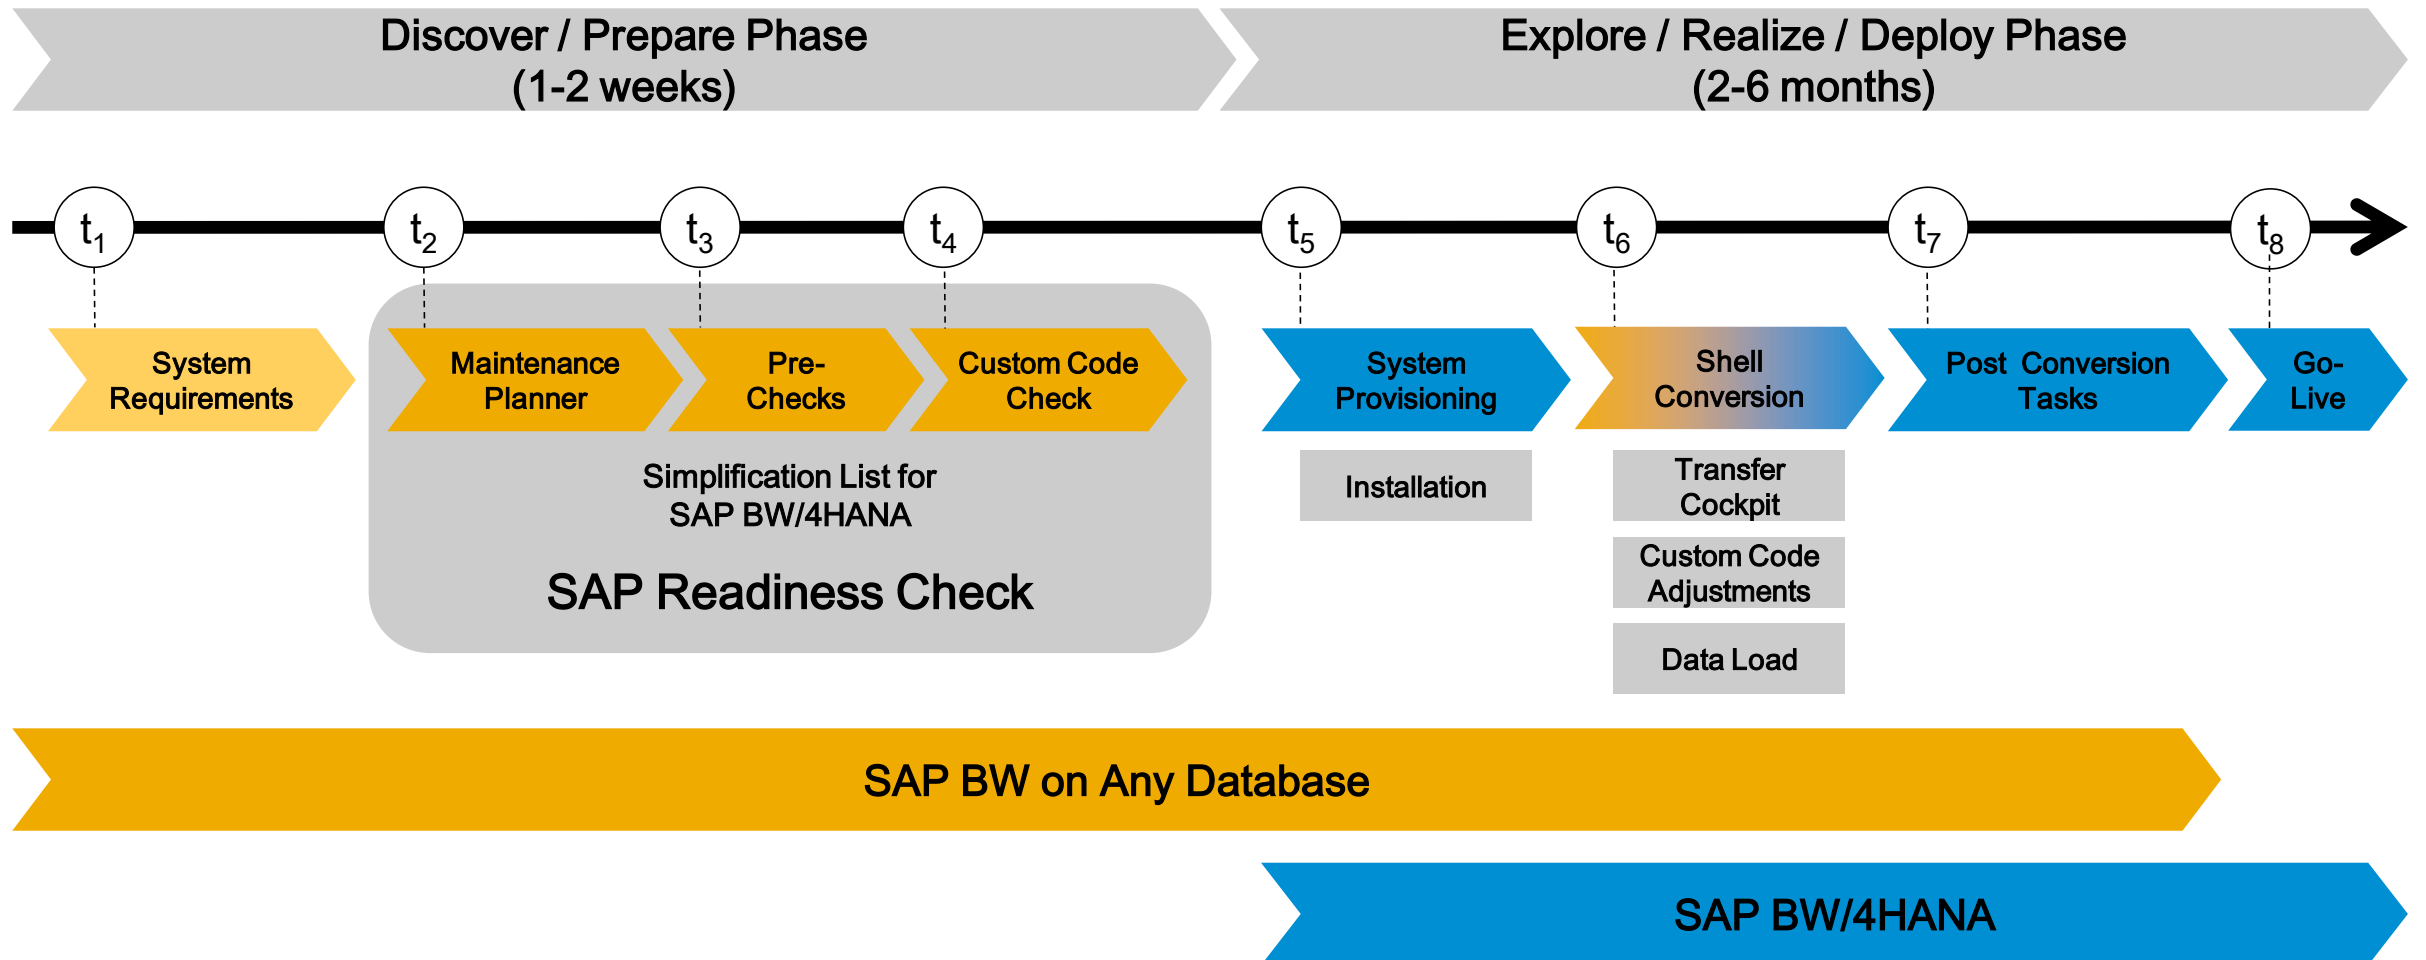 Discover / Prepare Phase
(1-2 weeks)
Explore / Realize / Deploy Phase
(2-6 months)
t1
t2
t3
t4
t5
t6
t7
t8
System
Requirements
Maintenance
Planner
Pre-
Checks
Custom Code
Check
System
Provisioning
Shell
Conversion
Post Conversion
Tasks
Go-
Live
Simplification List for
SAP BW/4HANA
SAP Readiness Check
Installation
Transfer
Cockpit
Custom Code
Adjustments
Data Load
SAP BW on Any Database
SAP BW/4HANA